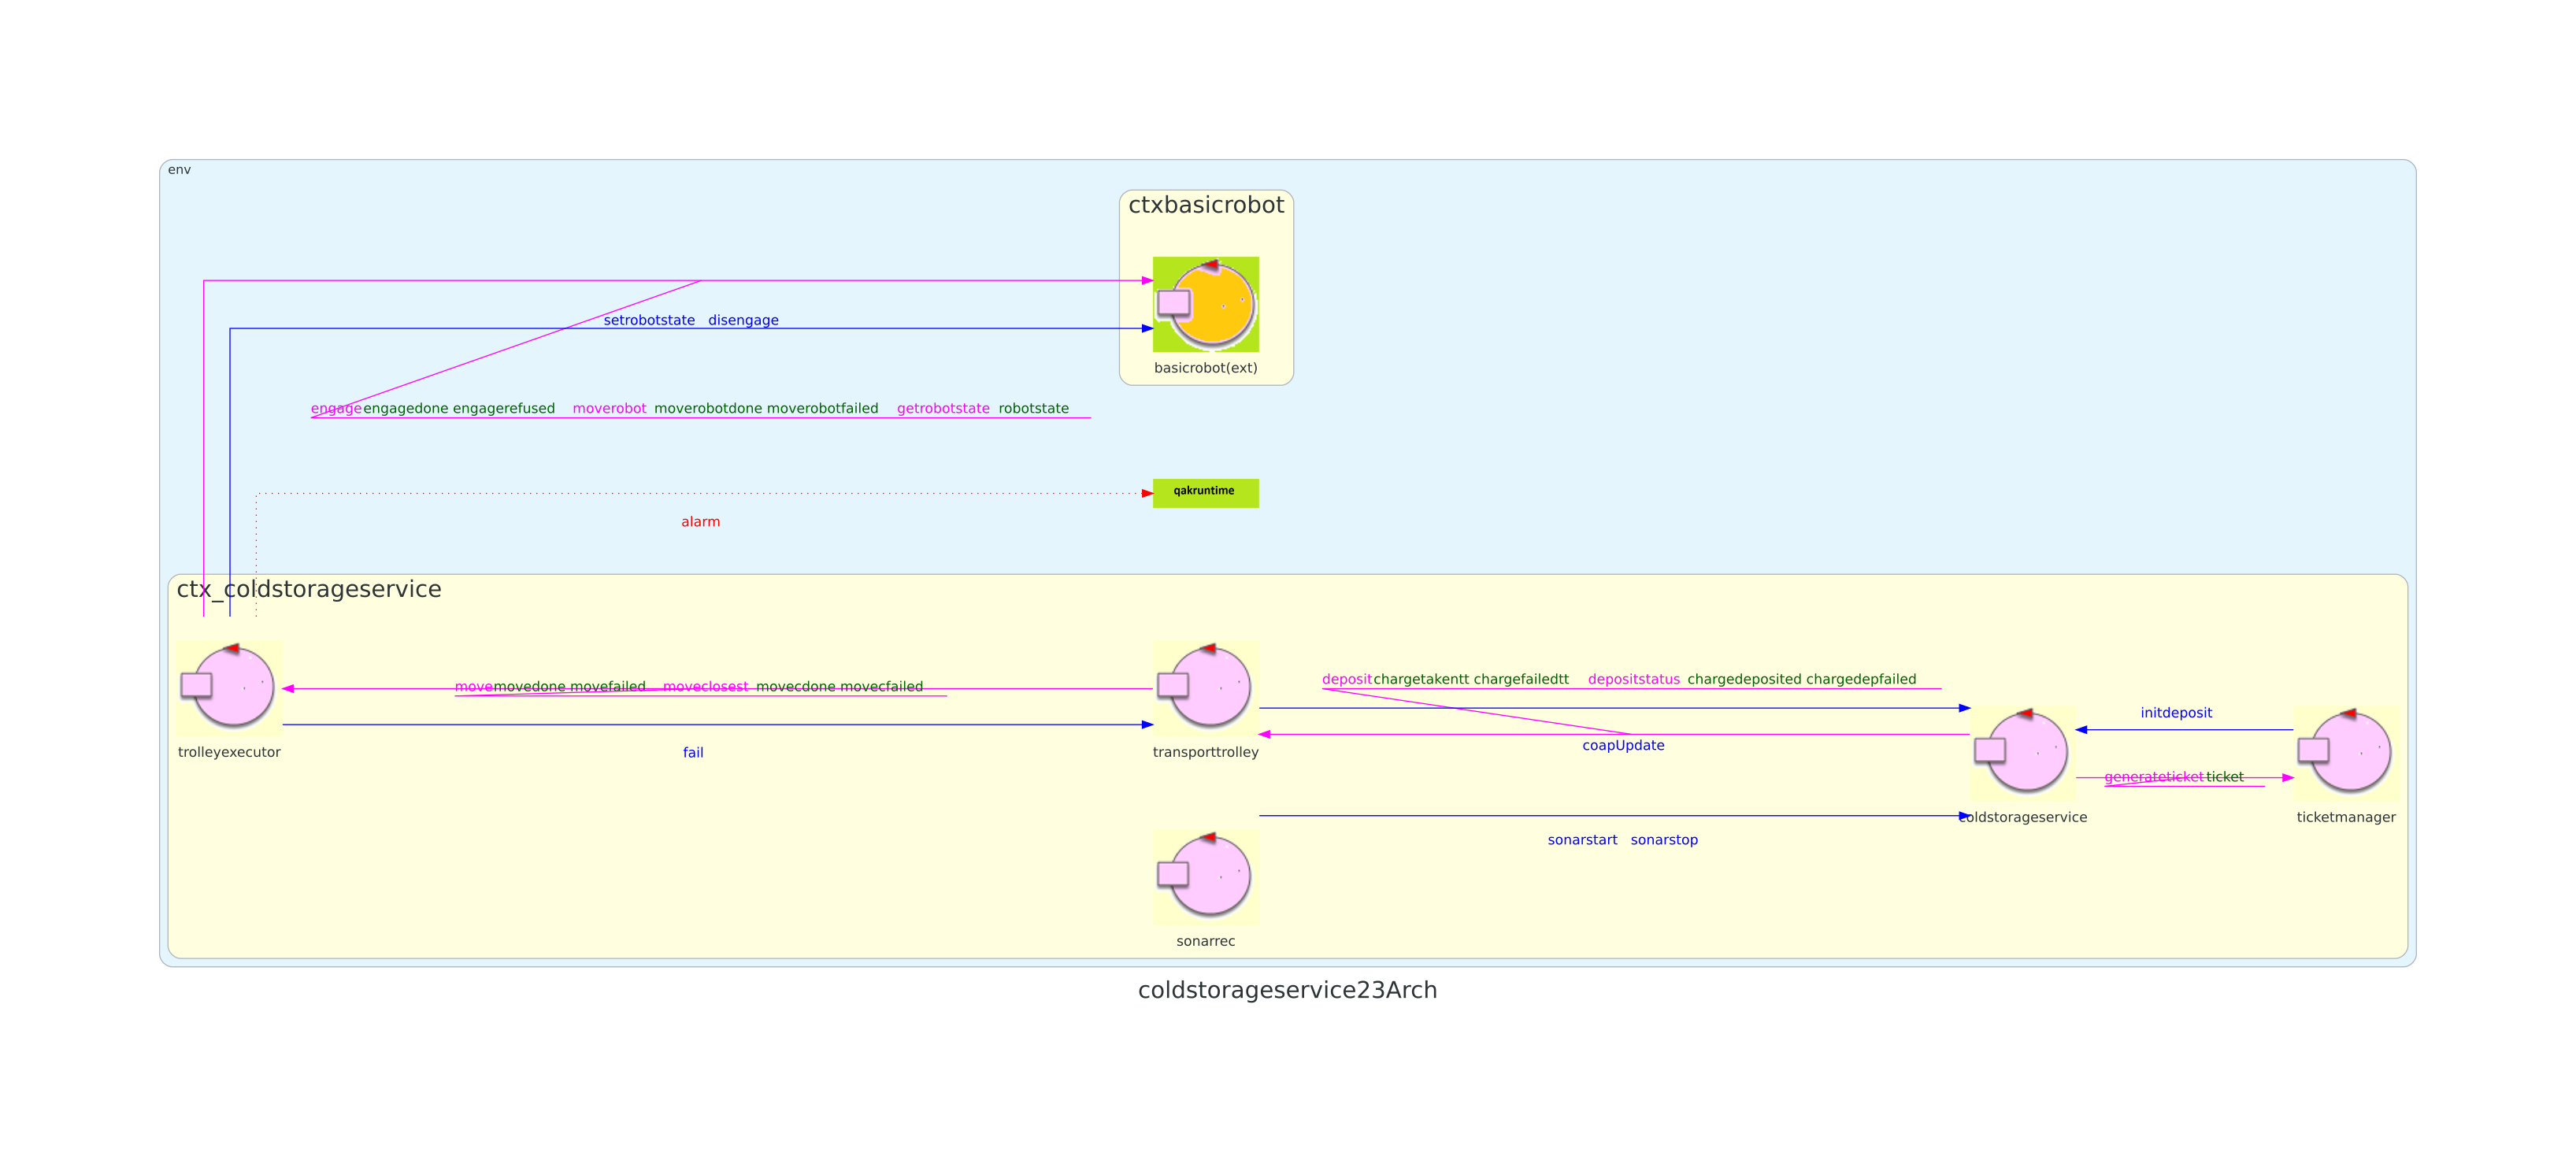 env
ctxbasicrobot
setrobotstate disengage
basicrobot(ext)
engage engagedone engagerefused moverobot moverobotdone moverobotfailed getrobotstate robotstate
qakruntime
alarm
ctx_coldstorageservice
move movedone movefailed moveclosest movecdone movecfailed
deposit chargetakentt chargefailedtt depositstatus chargedeposited chargedepfailed
initdeposit
coapUpdate
trolleyexecutor
fail
transporttrolley
generateticket ticket
coldstorageservice
ticketmanager
sonarstart sonarstop
sonarrec
coldstorageservice23Arch